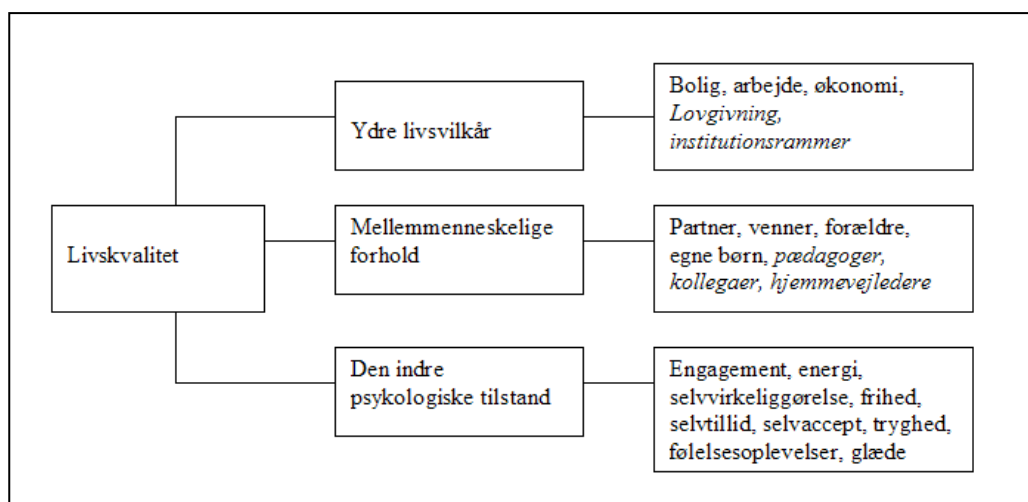 Livskvalitet
Ydre livsvilkår
Bolig, arbejde, økonomi,
Lovgivning,
institutionsrammer
Mellemmenneskelige
forhold
Partner, venner, forældre,
egne børn, pædagoger,
kollegaer, hjemmevejledere
Den indre
psykologiske tilstand
Engagement, energi,
selvvirkeliggørelse, frihed,
selvtillid, selvaccept, tryghed,
følelsesoplevelser, glæde